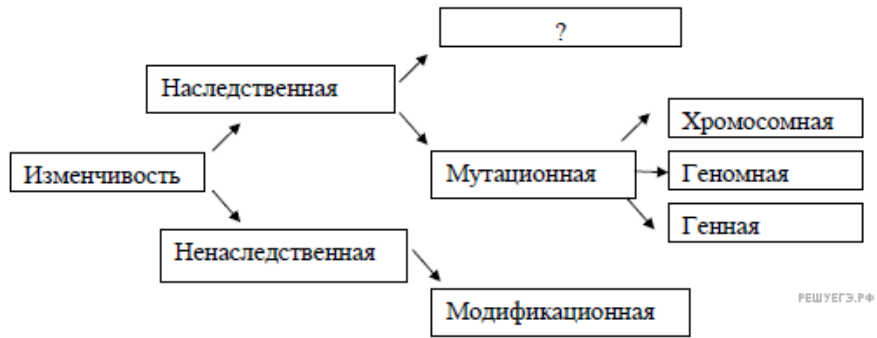 ?
Наследственная
Хромосомная
Изменчивость
Мутационная
Геномная
Генная
Ненаследственная
Модификационная
РЕШУЕГЭ.РФ